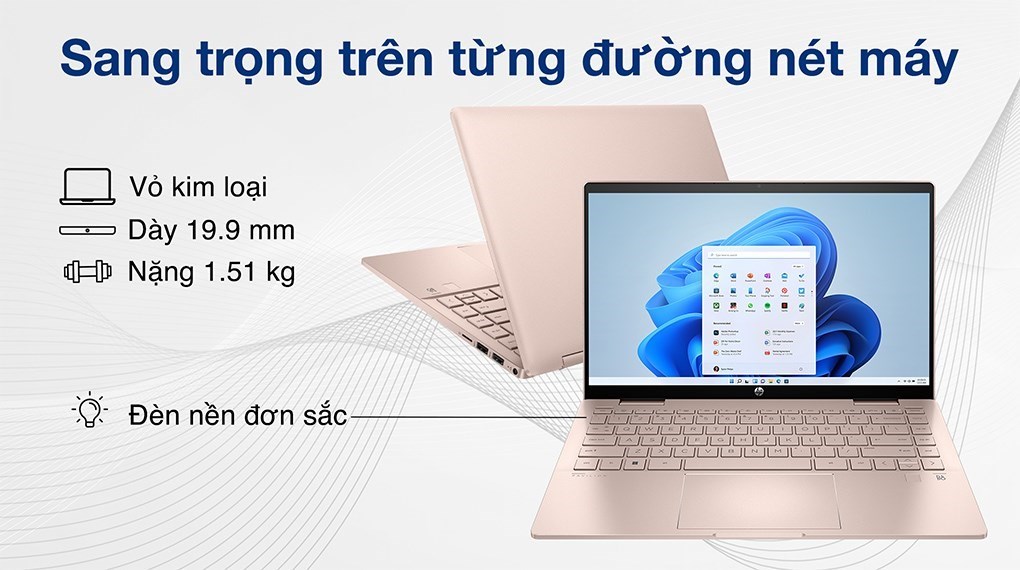 Sang trọng trên từng đường nét máy
Vỏ kim loại
Dày 19.9 mm
Nặng 1.51 kg
Đèn nền đơn sắc
hp